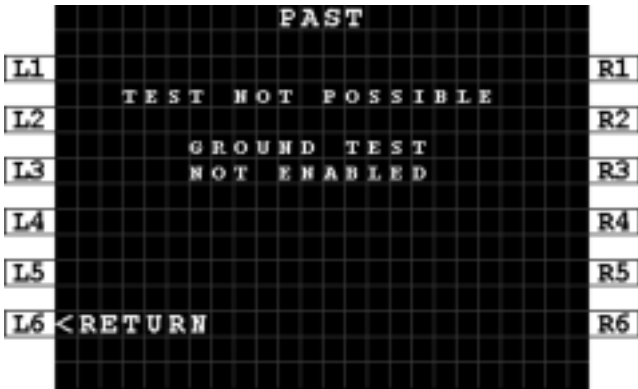 PAST
L1 R1
TEST NOT POSSIBLE
L2 R2
GROUND TEST
L3 NOT ENABLED R3
L4 R4
L5 R5
L6 <RETURN R6